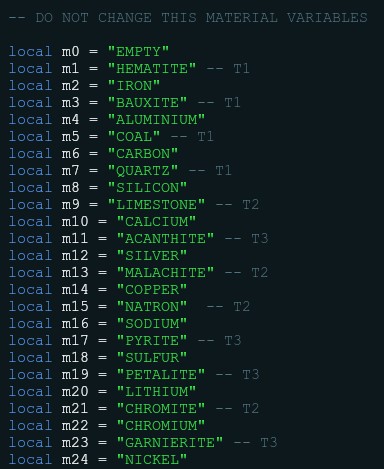 -- DO NOT CHANGE THIS MATERIAL VARIABLES
local m0 = "EMPTY"
local m1 = "HEMATITE" -- T1
local m2 = "IRON"
local m3 = "BAUXITE" -- T1
local m4 = "ALUMINIUM"
local m5 = "COAL" -- T1
local m6 = "CARBON"
local m7 = "QUARTZ" -- T1
local m8 = "SILICON"
local m9 = "LIMESTONE" -- T2
local m10 = "CALCIUM"
local m11 = "ACANTHITE" -- T3
local m12 = "SILVER"
local m13 = "MALACHITE" -- T2
local m14 = "COPPER"
local m15 = "NATRON"  -- T2
local m16 = "SODIUM"
local m17 = "PYRITE" -- T3
local m18 = "SULFUR"
local m19 = "PETALITE" -- T3
local m20 = "LITHIUM"
local m21 = "CHROMITE" -- T2
local m22 = "CHROMIUM"
local m23 = "GARNIERITE" -- T3
local m24 = "NICKEL"